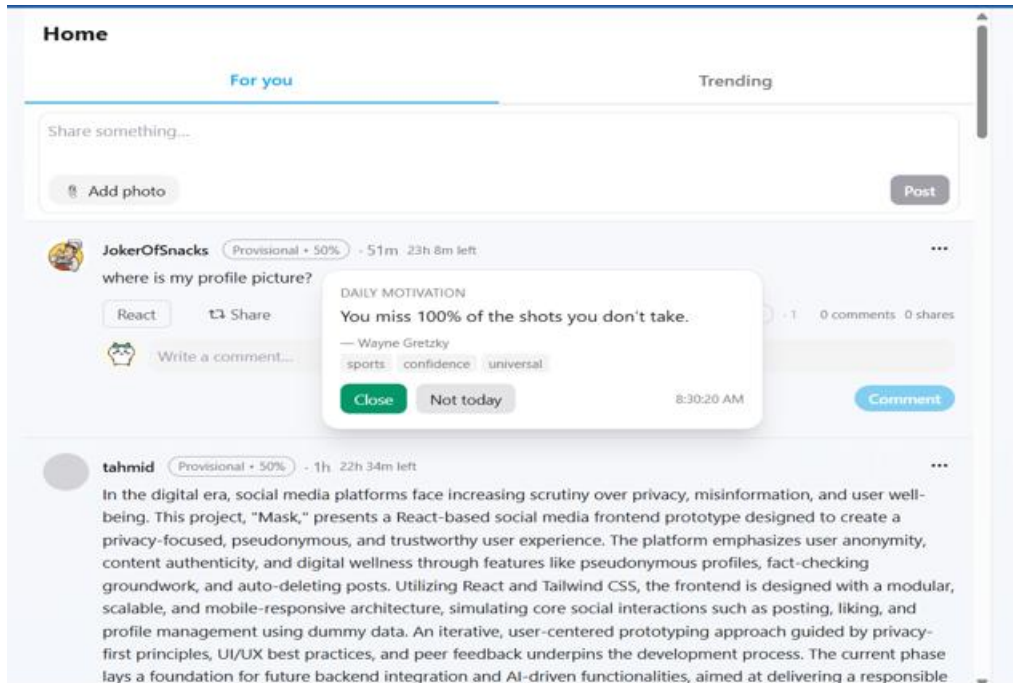 Home
For you
Trending
Share something...
Add photo
Post
JokerOfSnacks Provisional • 50% · 51m 23h 8m left
where is my profile picture?
React Share
· 1 0 comments 0 shares
Write a comment...
Comment
DAILY MOTIVATION
You miss 100% of the shots you don't take.
— Wayne Gretzky
sports confidence universal
Close Not today 8:30:20 AM
tahmid Provisional • 50% · 1h 22h 34m left
In the digital era, social media platforms face increasing scrutiny over privacy, misinformation, and user well-
being. This project, "Mask," presents a React-based social media frontend prototype designed to create a
privacy-focused, pseudonymous, and trustworthy user experience. The platform emphasizes user anonymity,
content authenticity, and digital wellness through features like pseudonymous profiles, fact-checking
groundwork, and auto-deleting posts. Utilizing React and Tailwind CSS, the frontend is designed with a modular,
scalable, and mobile-responsive architecture, simulating core social interactions such as posting, liking, and
profile management using dummy data. An iterative, user-centered prototyping approach guided by privacy-
first principles, UI/UX best practices, and peer feedback underpins the development process. The current phase
lays a foundation for future backend integration and AI-driven functionalities, aimed at delivering a responsible